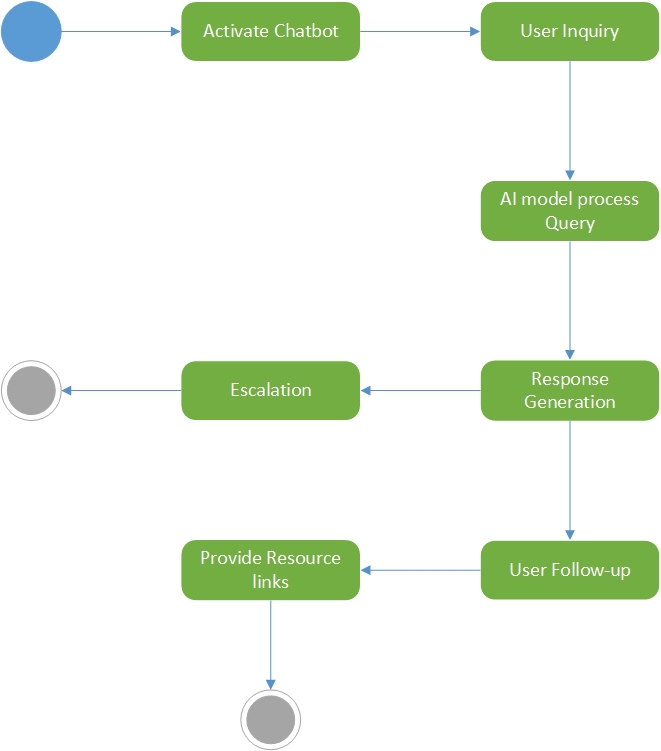 Activate Chatbot
User Inquiry
AI model process
Query
Escalation
Response
Generation
Provide Resource
links
User Follow-up